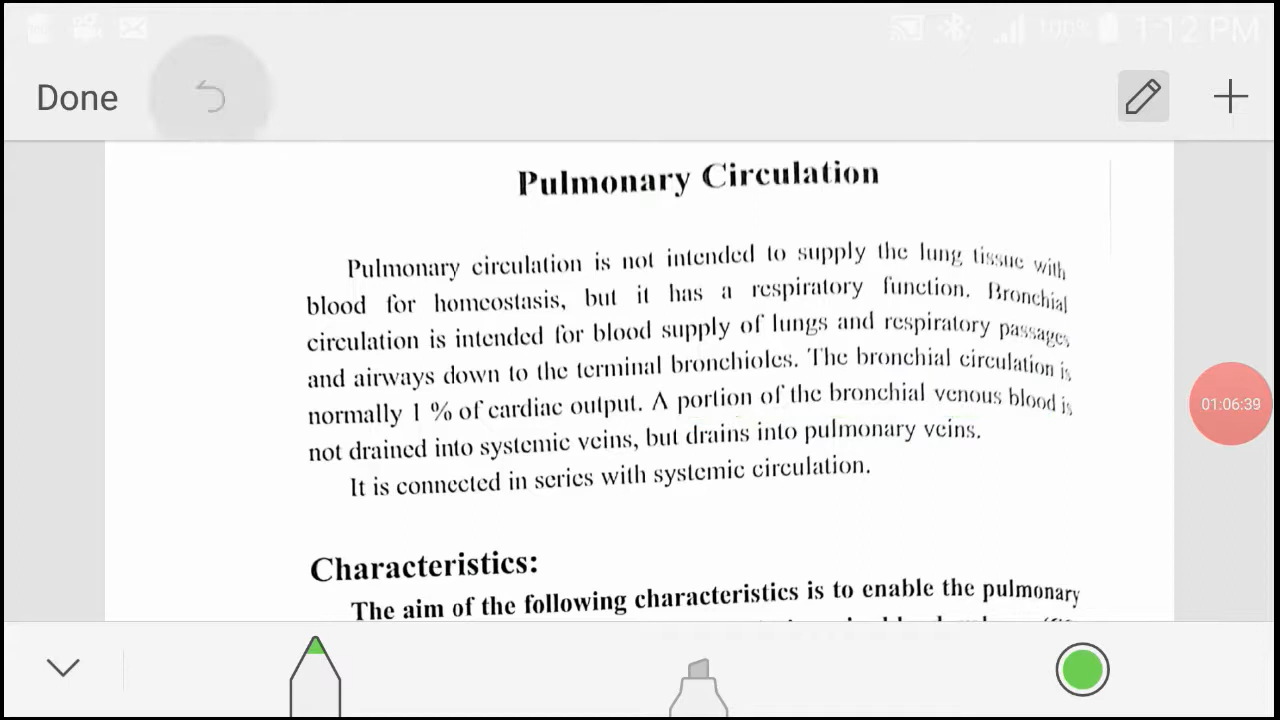 100% 1:12 PM
Done
Pulmonary Circulation
Pulmonary circulation is not intended to supply the lung tissue with
blood for homeostasis, but it has a respiratory function. Bronchial
circulation is intended for blood supply of lungs and respiratory passages
and airways down to the terminal bronchioles. The bronchial circulation is
normally 1 % of cardiac output. A portion of the bronchial venous blood is
not drained into systemic veins, but drains into pulmonary veins.
It is connected in series with systemic circulation.
01:06:39
Characteristics:
The aim of the following characteristics is to enable the pulmonary